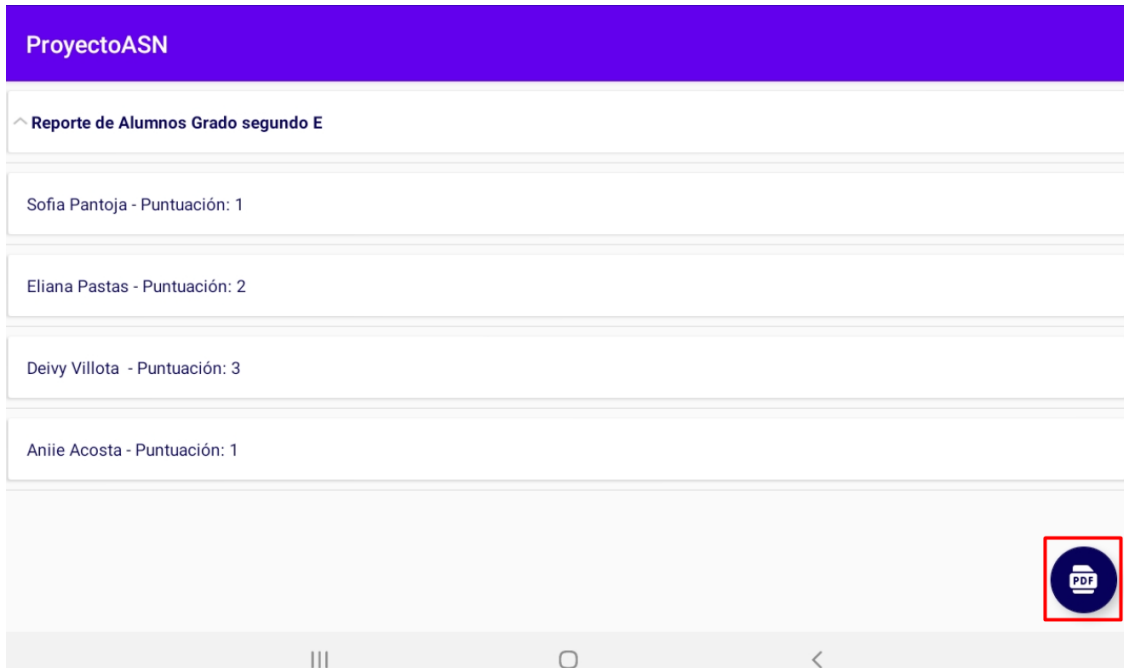 ProyectoASN
Reporte de Alumnos Grado segundo E
Sofia Pantoja - Puntuación: 1
Eliana Pastas - Puntuación: 2
Deivy Villota  - Puntuación: 3
Aniie Acosta - Puntuación: 1
PDF